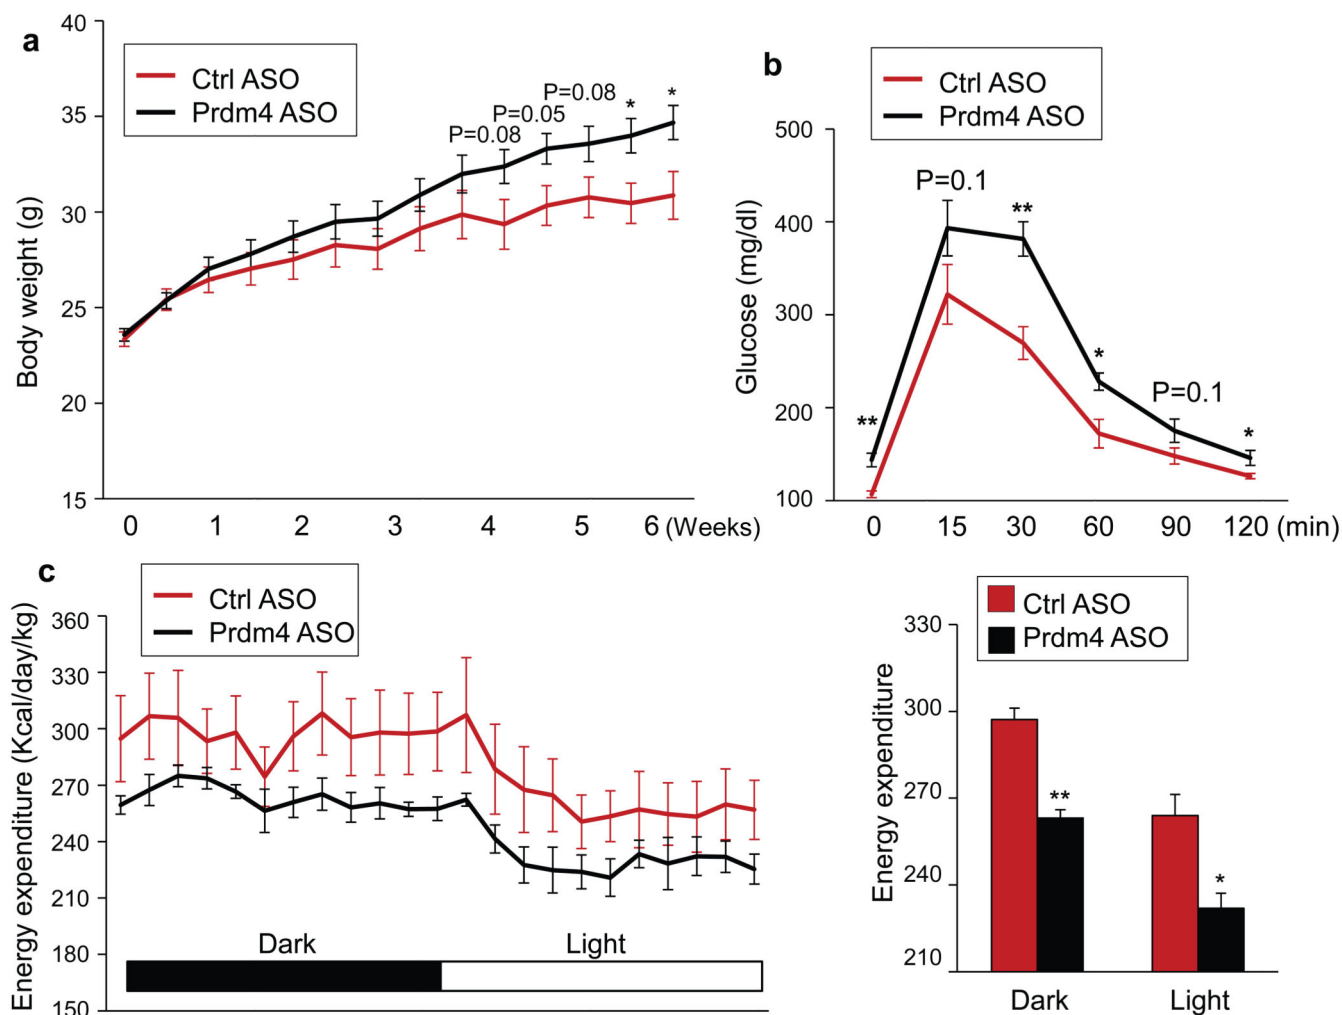 a
Ctrl ASO
Prdm4 ASO
P=0.08
P=0.05
P=0.08
*
*
Body weight (g)
40
35
30
25
20
15
0 1 2 3 4 5 6 (Weeks)
b
Ctrl ASO
Prdm4 ASO
Glucose (mg/dl)
500
400
300
200
100
**
P=0.1
**
*
P=0.1
*
0 15 30 60 90 120 (min)
c
Ctrl ASO
Prdm4 ASO
Energy expenditure (Kcal/day/kg)
360
330
300
270
240
210
180
150
Dark Light
Ctrl ASO
Prdm4 ASO
Energy expenditure
330
300
270
240
210
**
*
Dark Light